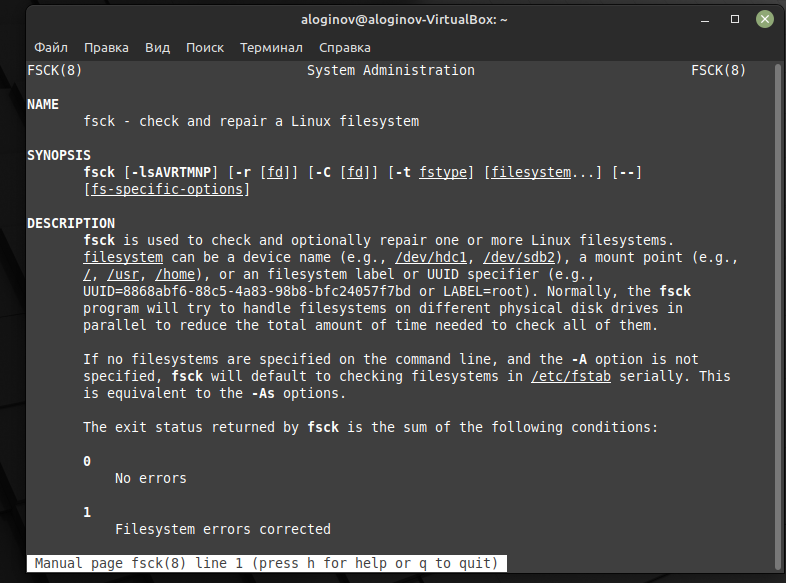 aloginov@aloginov-VirtualBox: ~
Файл Правка Вид Поиск Терминал Справка
FSCK(8) System Administration FSCK(8)
NAME
fsck - check and repair a Linux filesystem
SYNOPSIS
fsck [-lsAVRTMNP] [-r [fd]] [-C [fd]] [-t fstype] [filesystem...] [--]
[fs-specific-options]
DESCRIPTION
fsck is used to check and optionally repair one or more Linux filesystems.
filesystem can be a device name (e.g., /dev/hdc1, /dev/sdb2), a mount point (e.g.,
/, /usr, /home), or an filesystem label or UUID specifier (e.g.,
UUID=8868abf6-88c5-4a83-98b8-bfc24057f7bd or LABEL=root). Normally, the fsck
program will try to handle filesystems on different physical disk drives in
parallel to reduce the total amount of time needed to check all of them.
If no filesystems are specified on the command line, and the -A option is not
specified, fsck will default to checking filesystems in /etc/fstab serially. This
is equivalent to the -As options.
The exit status returned by fsck is the sum of the following conditions:
0
No errors
1
Filesystem errors corrected
Manual page fsck(8) line 1 (press h for help or q to quit)